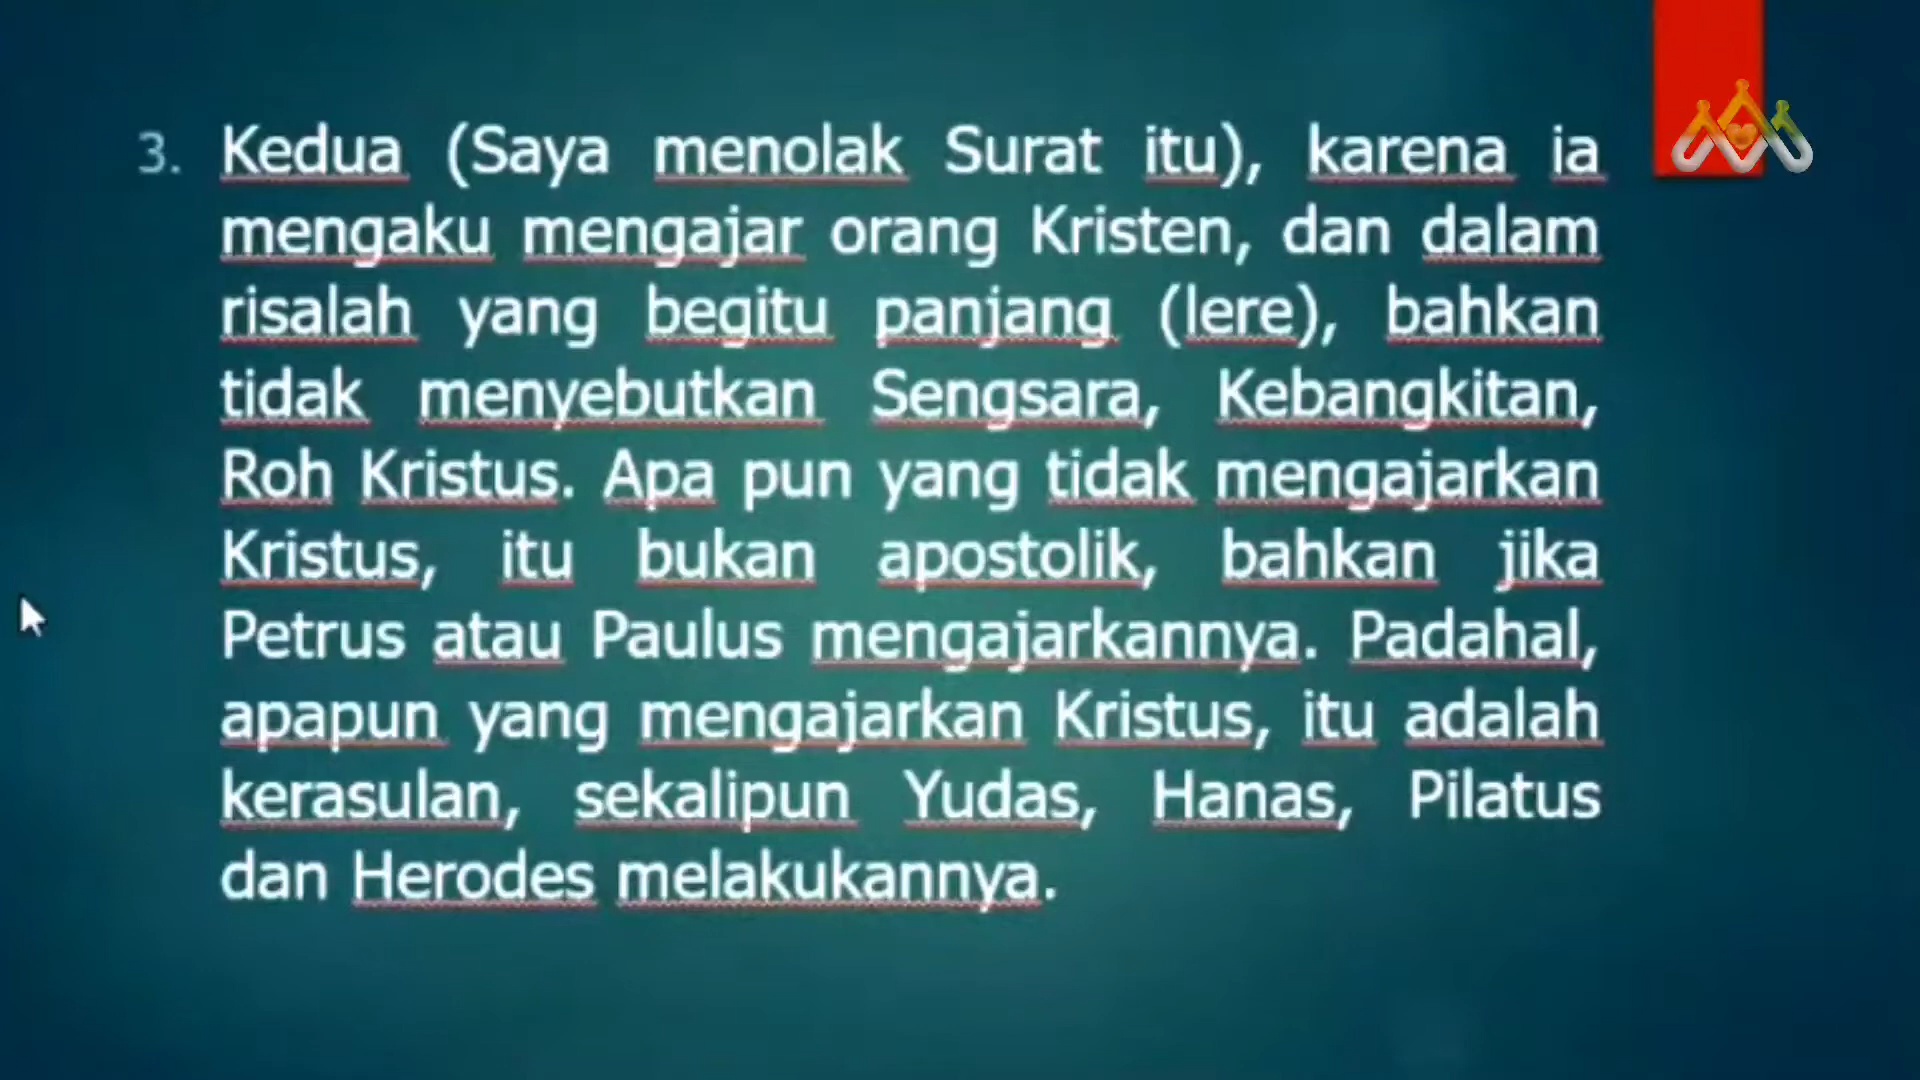 3. Kedua (Saya menolak Surat itu), karena ia
mengaku mengajar orang Kristen, dan dalam
risalah yang begitu panjang (lere), bahkan
tidak menyebutkan Sengsara, Kebangkitan,
Roh Kristus. Apa pun yang tidak mengajarkan
Kristus, itu bukan apostolik, bahkan jika
Petrus atau Paulus mengajarkannya. Padahal,
apapun yang mengajarkan Kristus, itu adalah
kerasulan, sekalipun Yudas, Hanas, Pilatus
dan Herodes melakukannya.